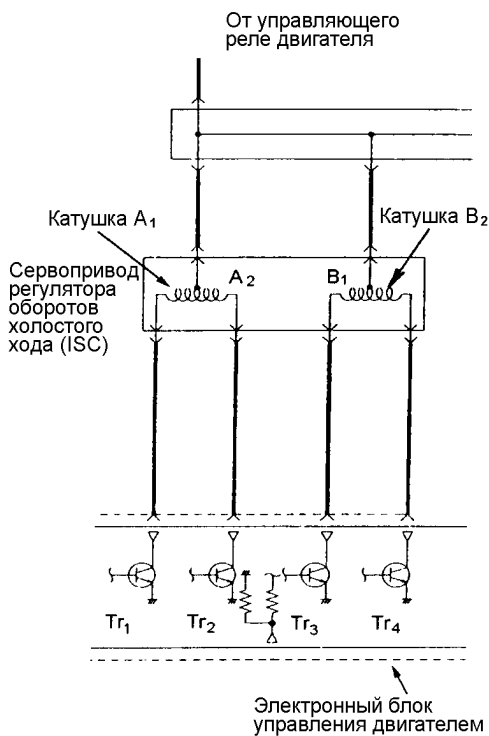 От управляющего
реле двигателя
Катушка A₁
Катушка B₂
Сервопривод
регулятора
оборотов
холостого
хода (ISC)
A₂
B₁
Tr₁
Tr₂
Tr₃
Tr₄
Электронный блок
управления двигателем